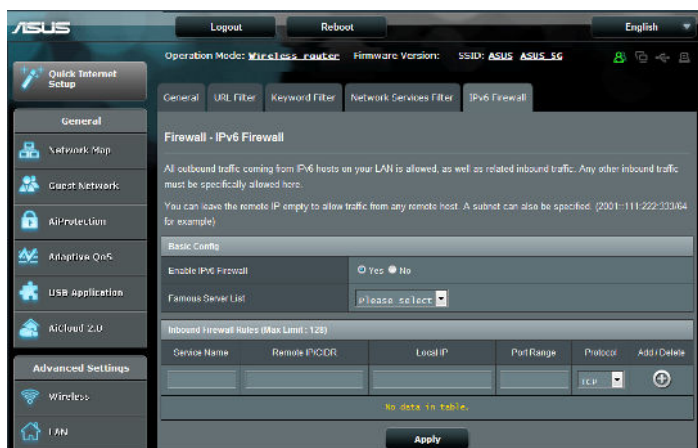 ASUS
Logout
Reboot
English
Quick Internet Setup
Operation Mode: Wireless router Firmware Version: SSID: ASUS ASUS_5G
General
URL Filter
Keyword Filter
Network Services Filter
IPv6 Firewall
General
Network Map
Guest Network
AiProtection
Adaptive QoS
USB Application
AiCloud 2.0
Advanced Settings
Wireless
LAN
Firewall - IPv6 Firewall
All outbound traffic coming from IPv6 hosts on your LAN is allowed, as well as related inbound traffic. Any other inbound traffic
must be specifically allowed here.
You can leave the remote IP empty to allow traffic from any remote host. A subnet can also be specified. (2001::111:222:333/64
for example)
Basic Config
Enable IPv6 Firewall
Yes No
Famous Server List
Please select
Inbound Firewall Rules (Max Limit : 128)
Service Name
Remote IP/CIDR
Local IP
Port Range
Protocol
Add / Delete
TCP
No data in table.
Apply